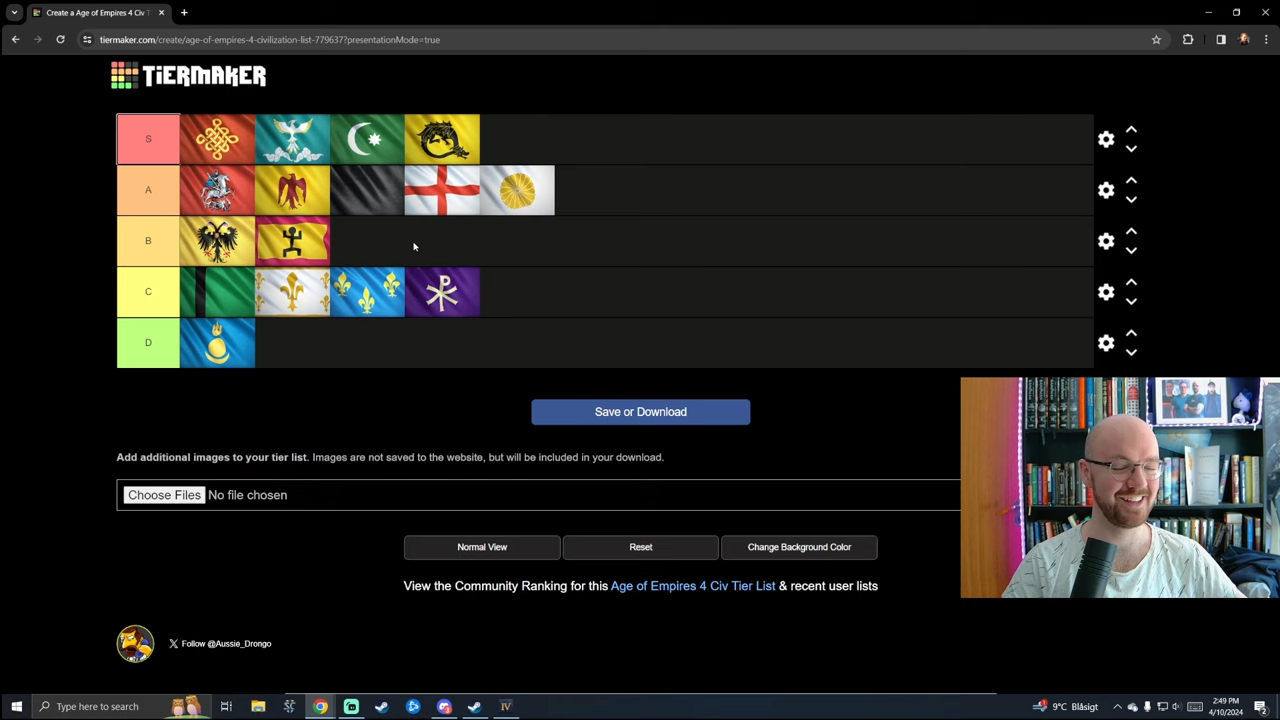 Create a Age of Empires 4 Civ T
tiermaker.com/create/age-of-empires-4-civilization-list-779637?presentationMode=true
TIERMAKER
S
A
B
C
D
Save or Download
Add additional images to your tier list. Images are not saved to the website, but will be included in your download.
Choose Files No file chosen
Normal View Reset Change Background Color
View the Community Ranking for this Age of Empires 4 Civ Tier List & recent user lists
X Follow @Aussie_Drongo
Type here to search
IV
9°C Blåsigt
2:49 PM
4/10/2024
2